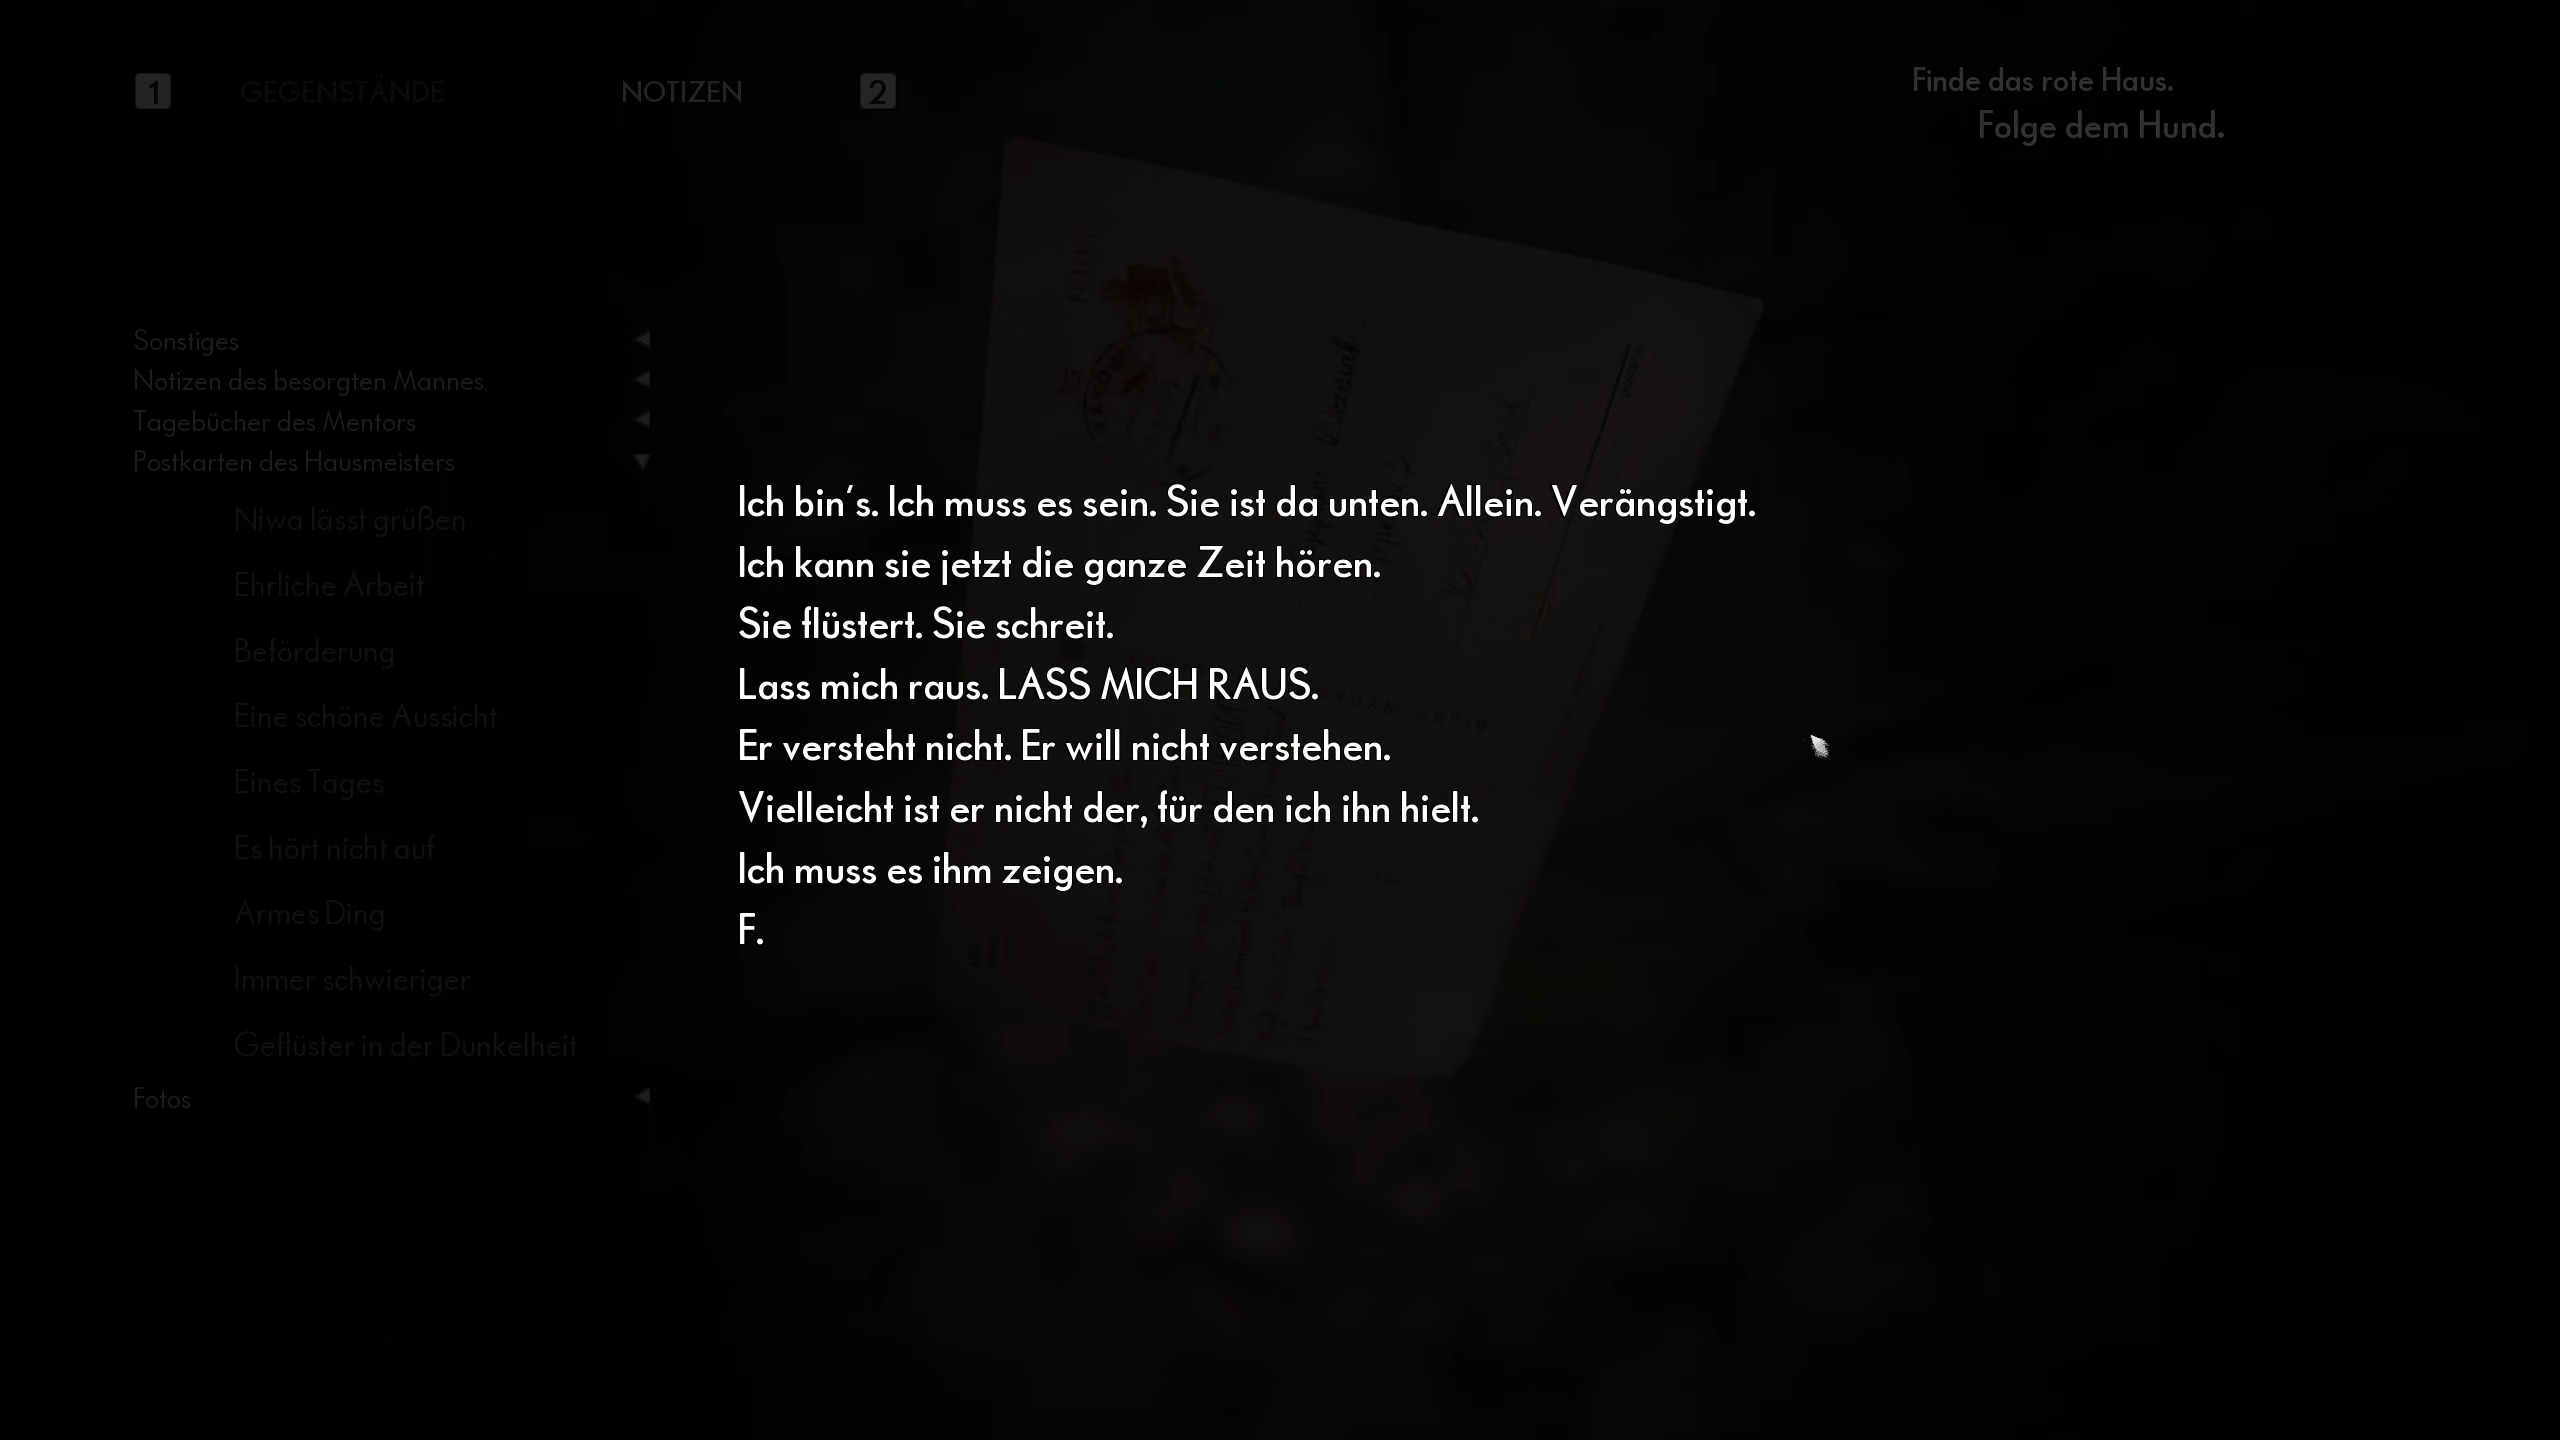 1 GEGENSTÄNDE NOTIZEN 2
Finde das rote Haus.
Folge dem Hund.
Sonstiges
Notizen des besorgten Mannes
Tagebücher des Mentors
Postkarten des Hausmeisters
Niwa lässt grüßen
Ehrliche Arbeit
Beförderung
Eine schöne Aussicht
Eines Tages
Es hört nicht auf
Armes Ding
Immer schwieriger
Geflüster in der Dunkelheit
Fotos
Ich bin's. Ich muss es sein. Sie ist da unten. Allein. Verängstigt.
Ich kann sie jetzt die ganze Zeit hören.
Sie flüstert. Sie schreit.
Lass mich raus. LASS MICH RAUS.
Er versteht nicht. Er will nicht verstehen.
Vielleicht ist er nicht der, für den ich ihn hielt.
Ich muss es ihm zeigen.
F.